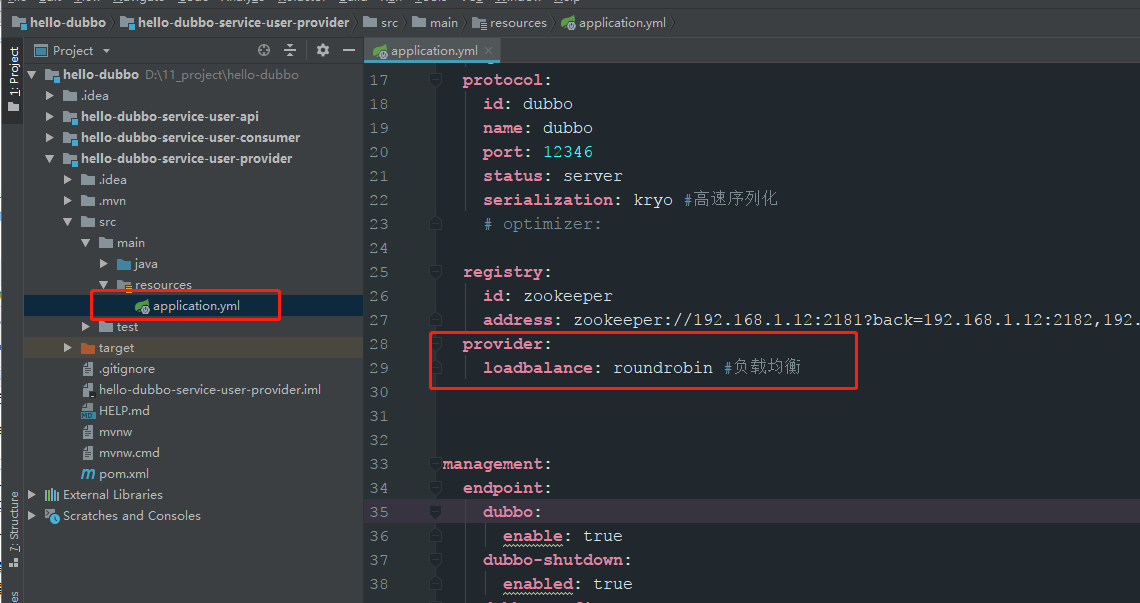 hello-dubbo hello-dubbo-service-user-provider src main resources application.yml
Project
application.yml
1: Project
7: Structure
hello-dubbo D:\11_project\hello-dubbo
.idea
hello-dubbo-service-user-api
hello-dubbo-service-user-consumer
hello-dubbo-service-user-provider
.idea
.mvn
src
main
java
resources
application.yml
test
target
.gitignore
hello-dubbo-service-user-provider.iml
HELP.md
mvnw
mvnw.cmd
pom.xml
External Libraries
Scratches and Consoles
17 protocol:
18 id: dubbo
19 name: dubbo
20 port: 12346
21 status: server
22 serialization: kryo #高速序列化
23 # optimizer:
24
25 registry:
26 id: zookeeper
27 address: zookeeper://192.168.1.12:2181?back=192.168.1.12:2182,192.
28 provider:
29 loadbalance: roundrobin #负载均衡
30
31
32
33 management:
34 endpoint:
35 dubbo:
36 enable: true
37 dubbo-shutdown:
38 enabled: true